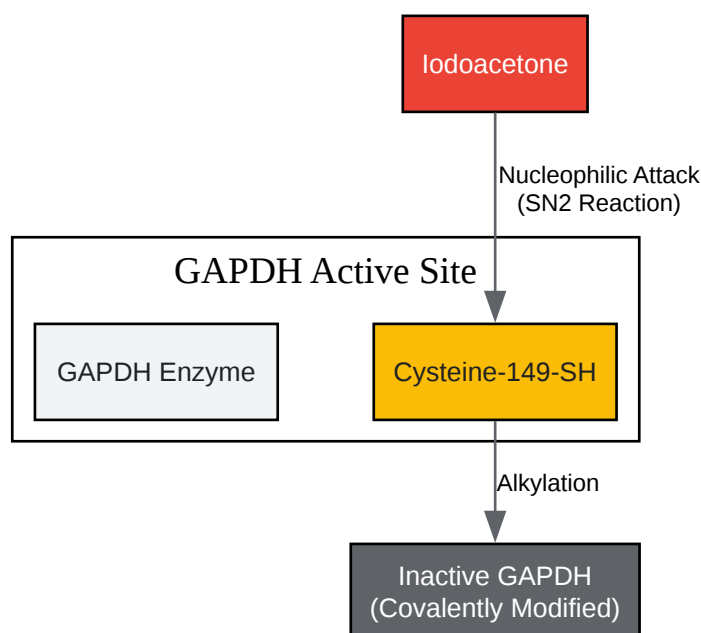 Iodoacetone
Nucleophilic Attack
(SN2 Reaction)
GAPDH Active Site
GAPDH Enzyme
Cysteine-149-SH
Alkylation
Inactive GAPDH
(Covalently Modified)